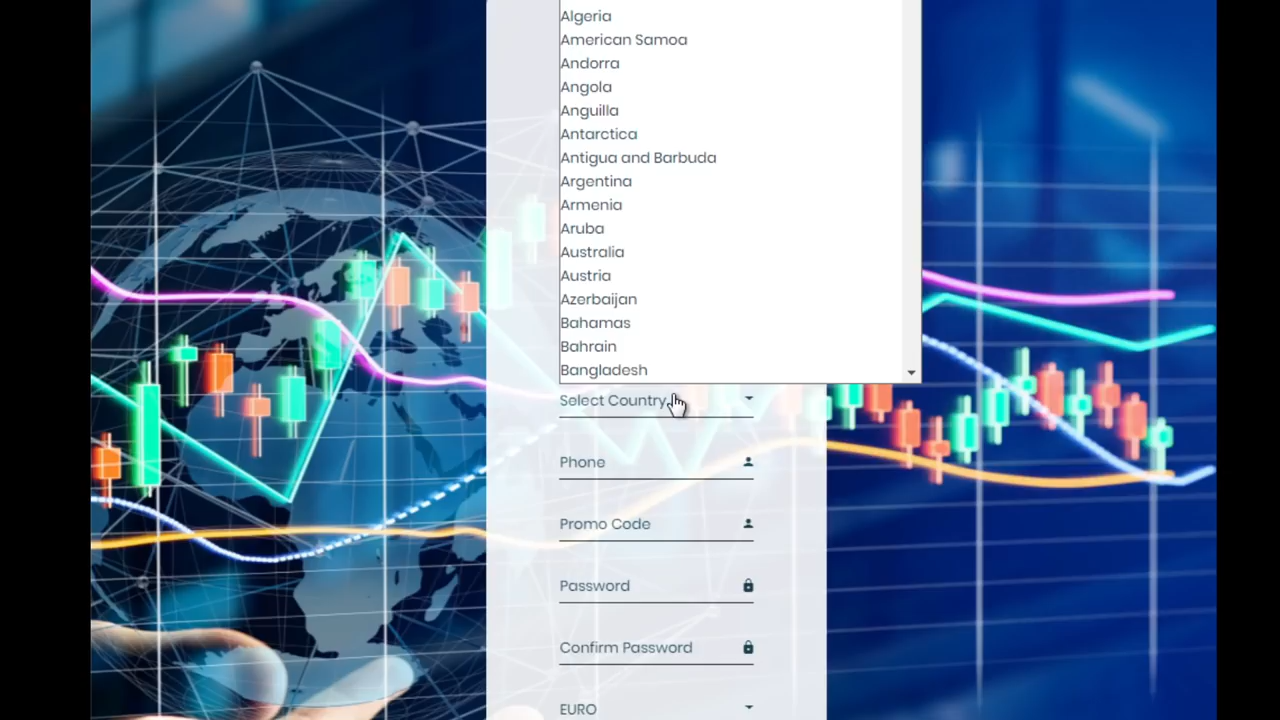 Algeria
American Samoa
Andorra
Angola
Anguilla
Antarctica
Antigua and Barbuda
Argentina
Armenia
Aruba
Australia
Austria
Azerbaijan
Bahamas
Bahrain
Bangladesh
Select Country
Phone
Promo Code
Password
Confirm Password
EURO